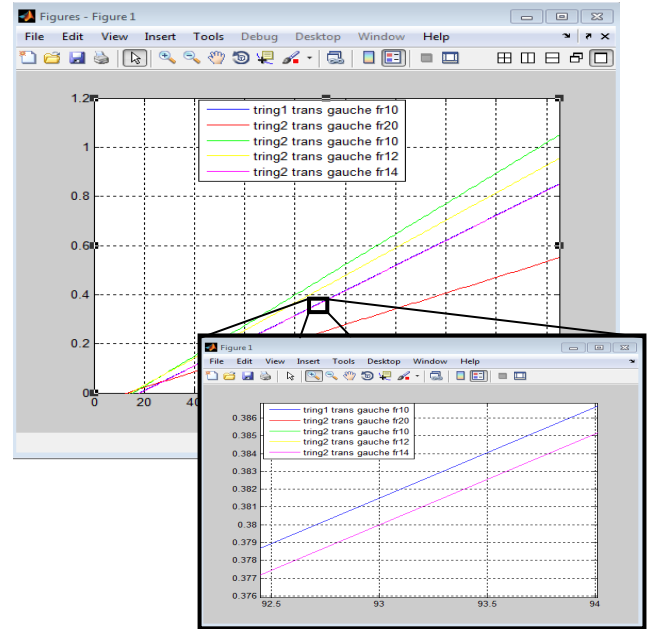 Figures - Figure 1
File Edit View Insert Tools Debug Desktop Window Help
1.2
1
0.8
0.6
0.4
0.2
0
0 20 40
tring1 trans gauche fr10
tring2 trans gauche fr20
tring2 trans gauche fr10
tring2 trans gauche fr12
tring2 trans gauche fr14
Figure 1
File Edit View Insert Tools Desktop Window Help
tring1 trans gauche fr10
tring2 trans gauche fr20
tring2 trans gauche fr10
tring2 trans gauche fr12
tring2 trans gauche fr14
0.386
0.385
0.384
0.383
0.382
0.381
0.38
0.379
0.378
0.377
0.376
92.5 93 93.5 94